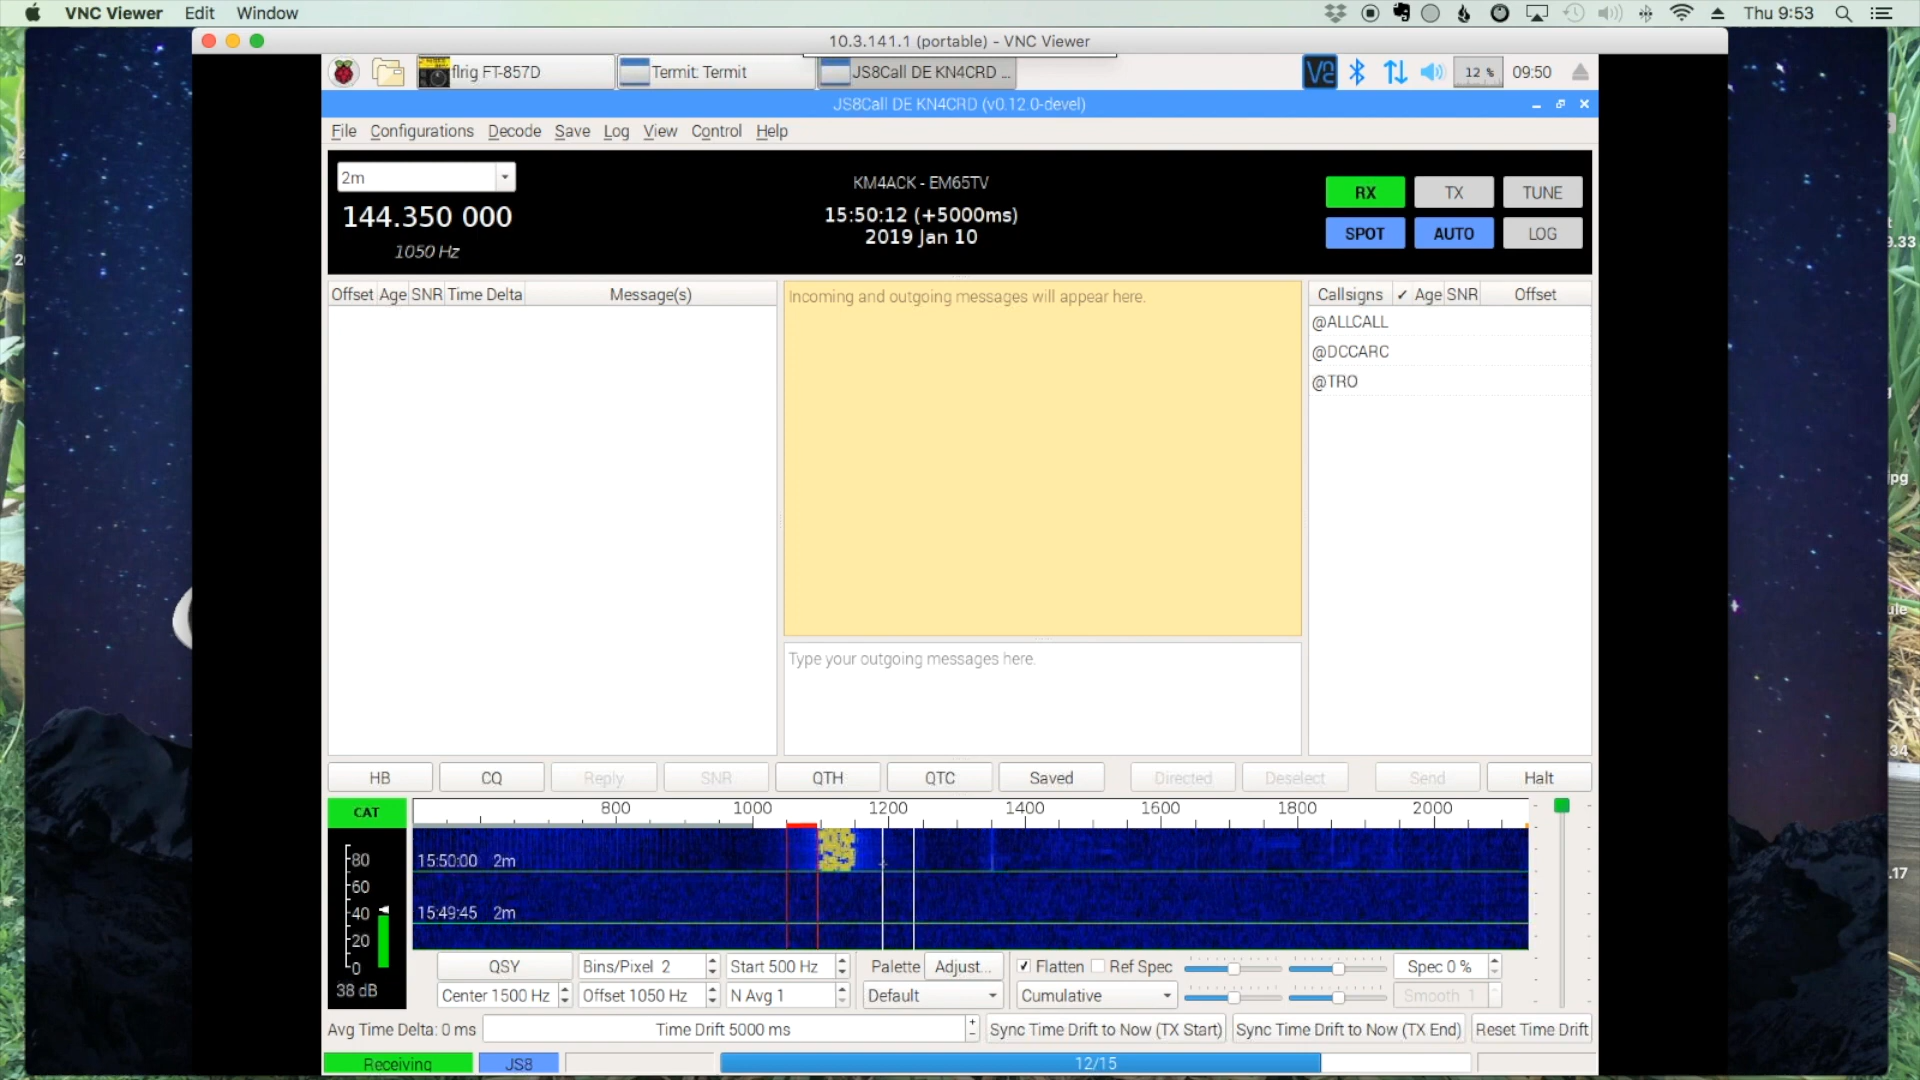 VNC Viewer Edit Window Thu 9:53
10.3.141.1 (portable) - VNC Viewer
flrig FT-857D Termit: Termit JS8Call DE KN4CRD ... 12 % 09:50
JS8Call DE KN4CRD (v0.12.0-devel)
File Configurations Decode Save Log View Control Help
2m
144.350 000
1050 Hz
KM4ACK - EM65TV
15:50:12 (+5000ms)
2019 Jan 10
RX TX TUNE
SPOT AUTO LOG
Offset Age SNR Time Delta Message(s)
Incoming and outgoing messages will appear here.
Type your outgoing messages here.
Callsigns ✓ Age SNR Offset
@ALLCALL
@DCCARC
@TRO
HB CQ Reply SNR QTH QTC Saved Directed Deselect Send Halt
CAT
800 1000 1200 1400 1600 1800 2000
15:50:00 2m
15:49:45 2m
80
60
40
20
0
38 dB
QSY Bins/Pixel 2 Start 500 Hz Palette Adjust... Flatten Ref Spec Spec 0 %
Center 1500 Hz Offset 1050 Hz N Avg 1 Default Cumulative Smooth 1
Avg Time Delta: 0 ms Time Drift 5000 ms Sync Time Drift to Now (TX Start) Sync Time Drift to Now (TX End) Reset Time Drift
Receiving JS8 12/15